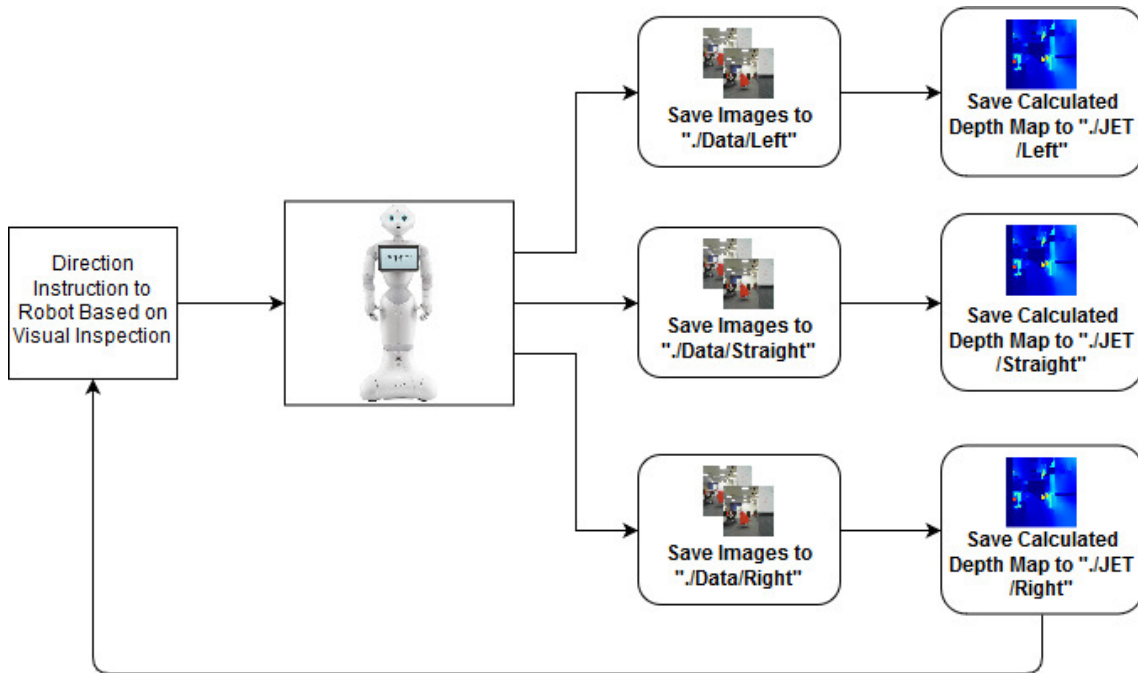 Direction
Instruction to
Robot Based on
Visual Inspection
Save Images to
"./Data/Left"
Save Calculated
Depth Map to "./JET
/Left"
Save Images to
"./Data/Straight"
Save Calculated
Depth Map to "./JET
/Straight"
Save Images to
"./Data/Right"
Save Calculated
Depth Map to "./JET
/Right"